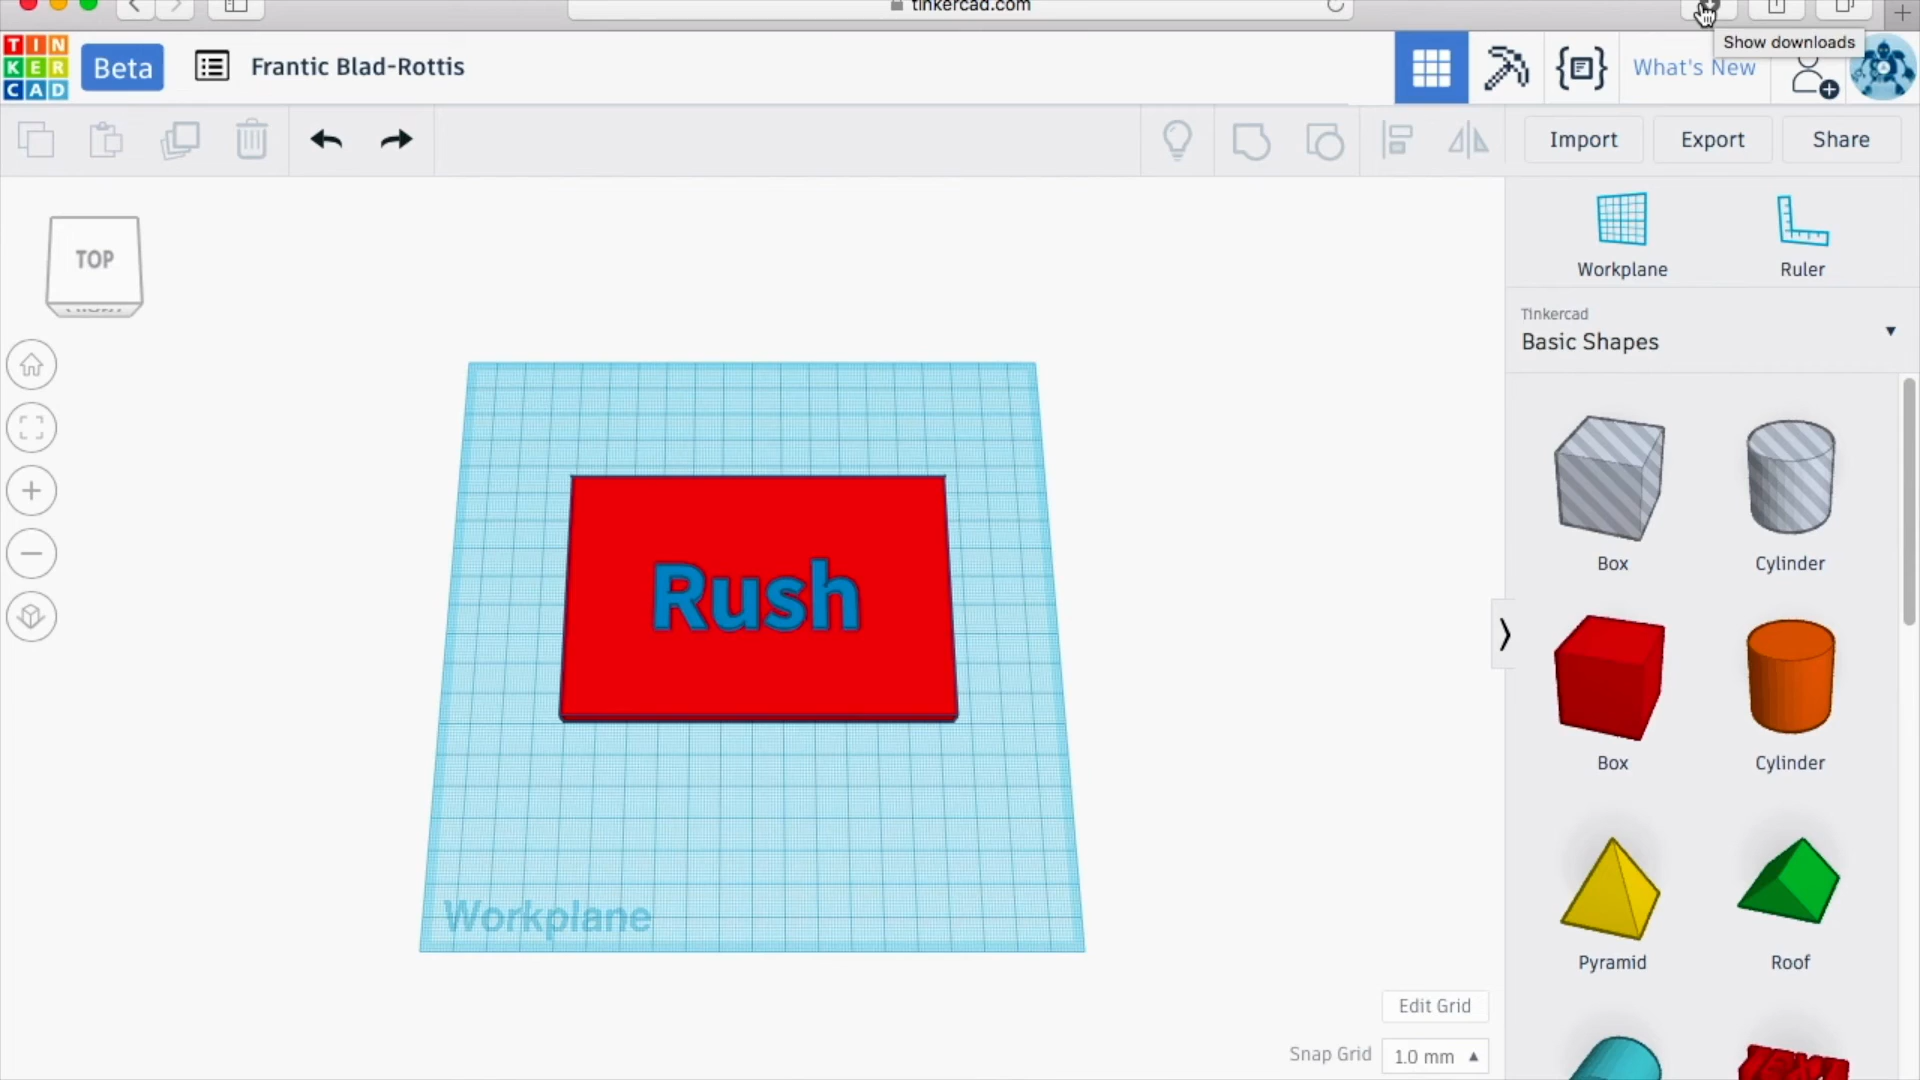 tinkercad.com
Show downloads
TIN
KER
CAD
Beta
Frantic Blad-Rottis
What's New
Import
Export
Share
TOP
Workplane
Ruler
Tinkercad
Basic Shapes
Box
Cylinder
Rush
Box
Cylinder
Workplane
Pyramid
Roof
Edit Grid
Snap Grid
1.0 mm
TEXT